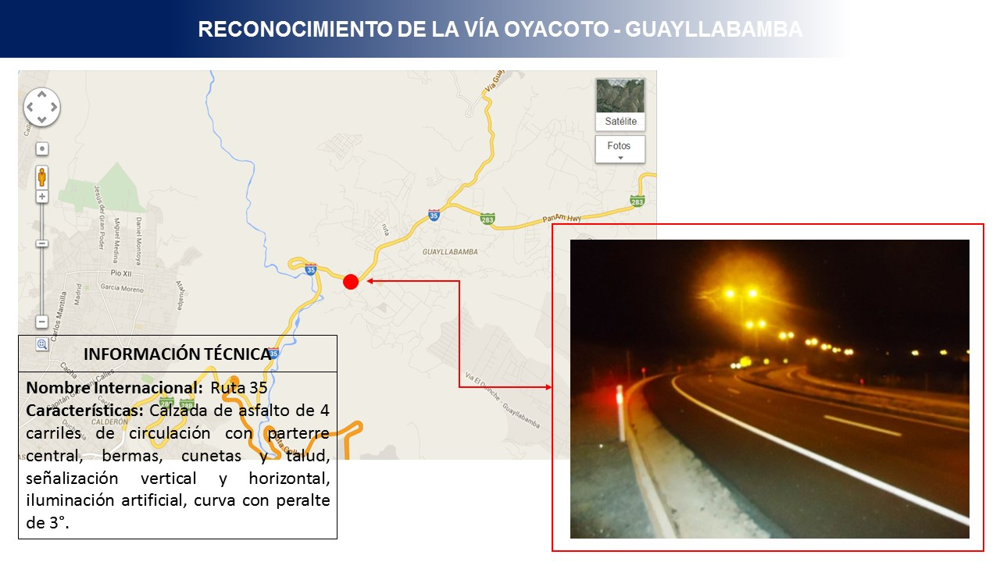 RECONOCIMIENTO DE LA VÍA OYACOTO - GUAYLLABAMBA
Satélite
Fotos
283
35
283
PanAm Hwy
ruta
GUAYLLABAMBA
35
Jesús del Gran Poder
Miguel Medina
Daniel Montoya
Pio XII
García Moreno
Madrid
Atahualpa
Carlos Mantilla
Vía El Quinche - Guayllabamba
35
INFORMACIÓN TÉCNICA
Nombre Internacional: Ruta 35
Características: Calzada de asfalto de 4
carriles de circulación con parterre
central, bermas, cunetas y talud,
señalización vertical y horizontal,
iluminación artificial, curva con peralte
de 3°.
Cacha
CALDERÓN